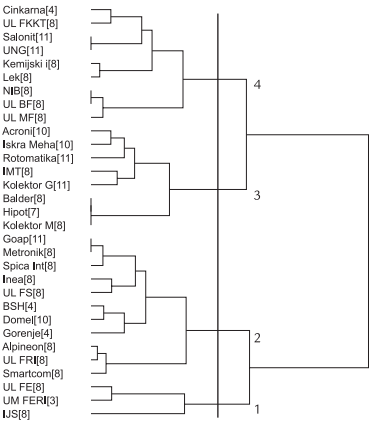 Cinkarna[4]
UL FKKT[8]
Salonit[11]
UNG[11]
Kemijski i[8]
Lek[8]
NIB[8]
UL BF[8]
UL MF[8]
Acroni[10]
Iskra Meha[10]
Rotomatika[11]
IMT[8]
Kolektor G[11]
Balder[8]
Hipot[7]
Kolektor M[8]
Goap[11]
Metronik[8]
Spica Int[8]
Inea[8]
UL FS[8]
BSH[4]
Domel[10]
Gorenje[4]
Alpineon[8]
UL FRI[8]
Smartcom[8]
UL FE[8]
UM FERI[3]
IJS[8]
4
3
2
1